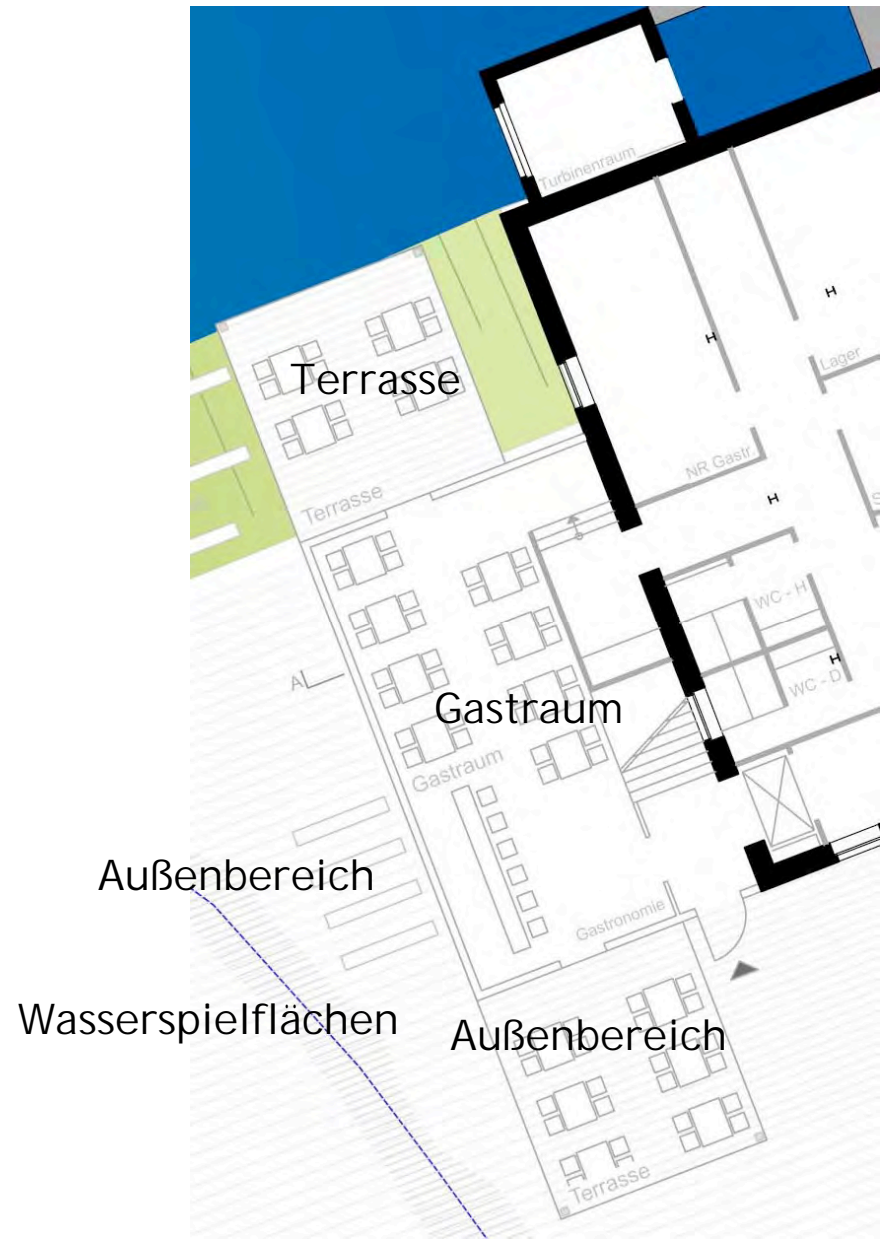 Turbinenraum
Lager
Terrasse
NR Gastr.
Terrasse
WC - H
WC - D
A
Gastraum
Gastraum
Außenbereich
Gastronomie
Wasserspielflächen
Außenbereich
Terrasse